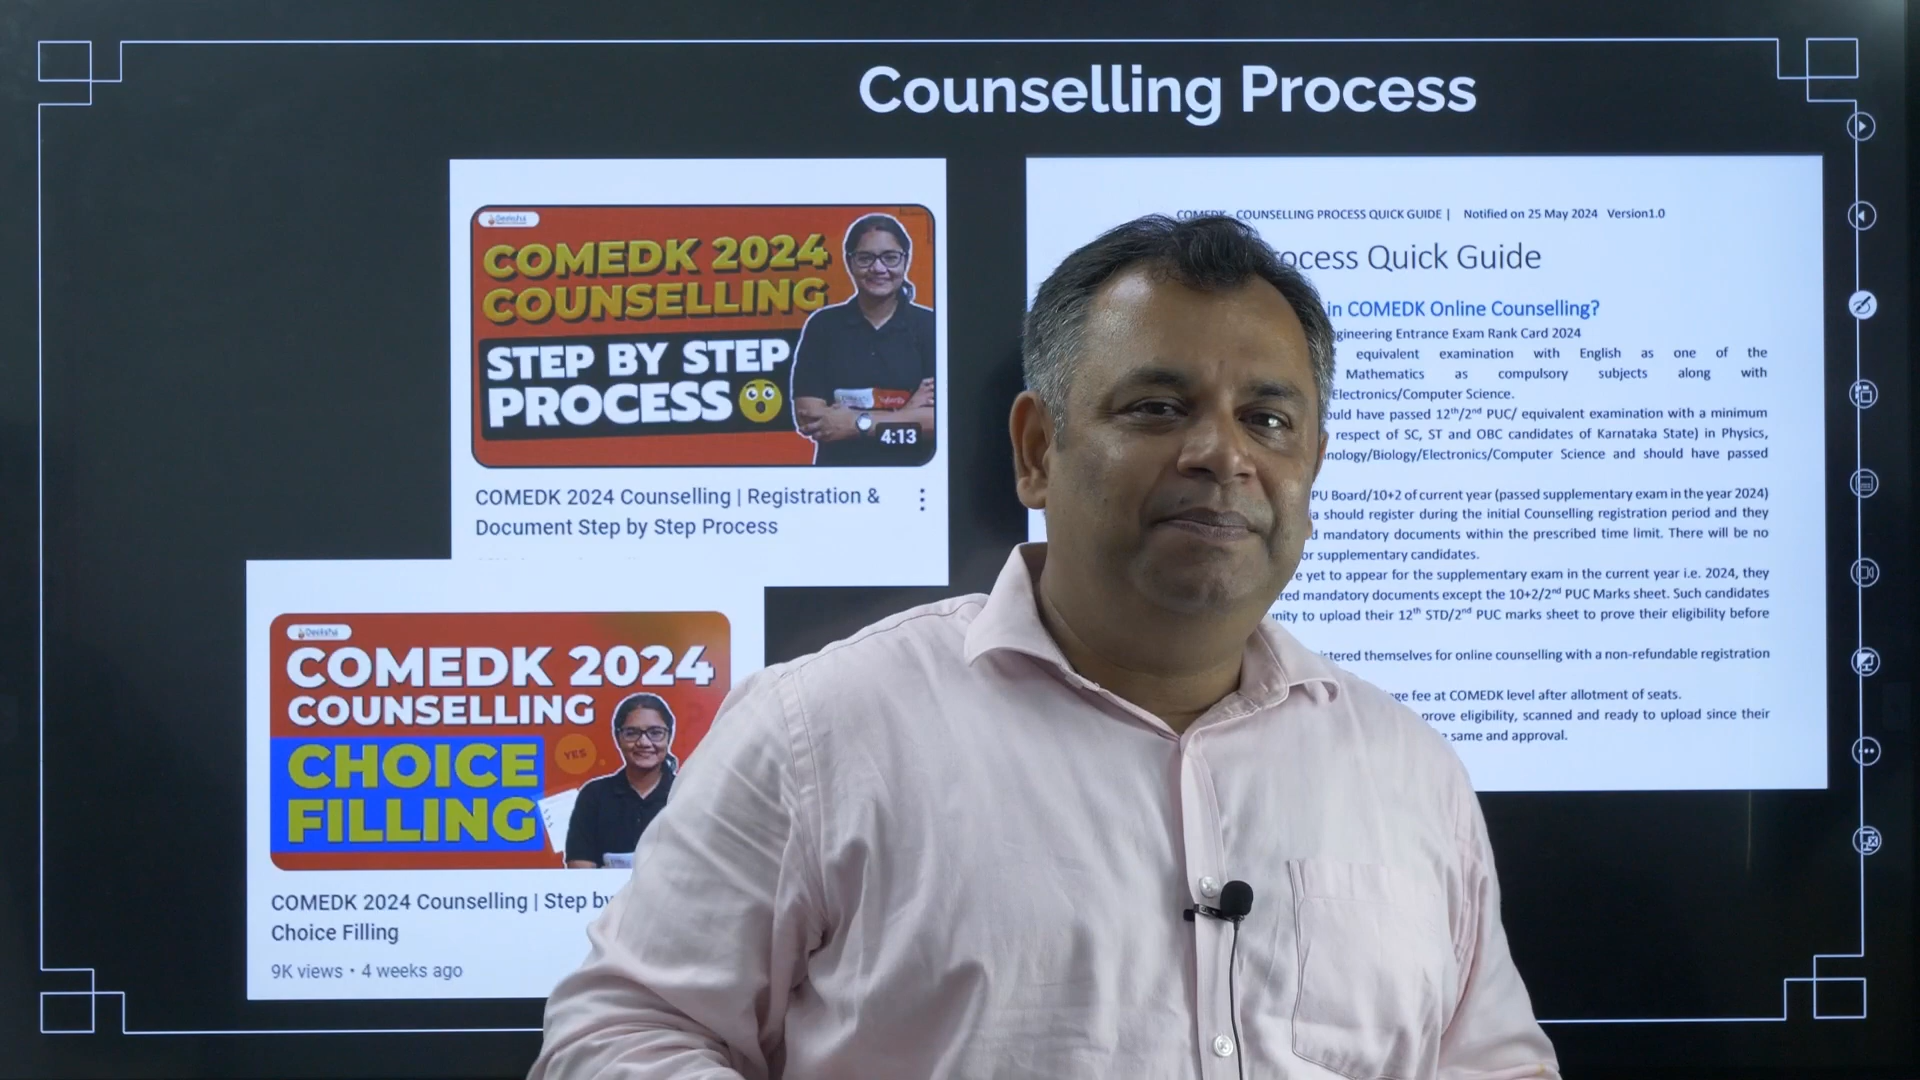 Counselling Process
Deeksha
COMEDK 2024
COUNSELLING
STEP BY STEP
PROCESS
4:13
COMEDK 2024 Counselling | Registration &
Document Step by Step Process
Deeksha
COMEDK 2024
COUNSELLING
CHOICE
FILLING
YES
COMEDK 2024 Counselling | Step by
Choice Filling
9K views • 4 weeks ago
COMEDK - COUNSELLING PROCESS QUICK GUIDE | Notified on 25 May 2024 Version1.0
ocess Quick Guide
in COMEDK Online Counselling?
gineering Entrance Exam Rank Card 2024
equivalent examination with English as one of the
Mathematics as compulsory subjects along with
Electronics/Computer Science.
ould have passed 12th/2nd PUC/ equivalent examination with a minimum
respect of SC, ST and OBC candidates of Karnataka State) in Physics,
nology/Biology/Electronics/Computer Science and should have passed
PU Board/10+2 of current year (passed supplementary exam in the year 2024)
a should register during the initial Counselling registration period and they
d mandatory documents within the prescribed time limit. There will be no
or supplementary candidates.
e yet to appear for the supplementary exam in the current year i.e. 2024, they
red mandatory documents except the 10+2/2nd PUC Marks sheet. Such candidates
nity to upload their 12th STD/2nd PUC marks sheet to prove their eligibility before
stered themselves for online counselling with a non-refundable registration
ge fee at COMEDK level after allotment of seats.
prove eligibility, scanned and ready to upload since their
same and approval.